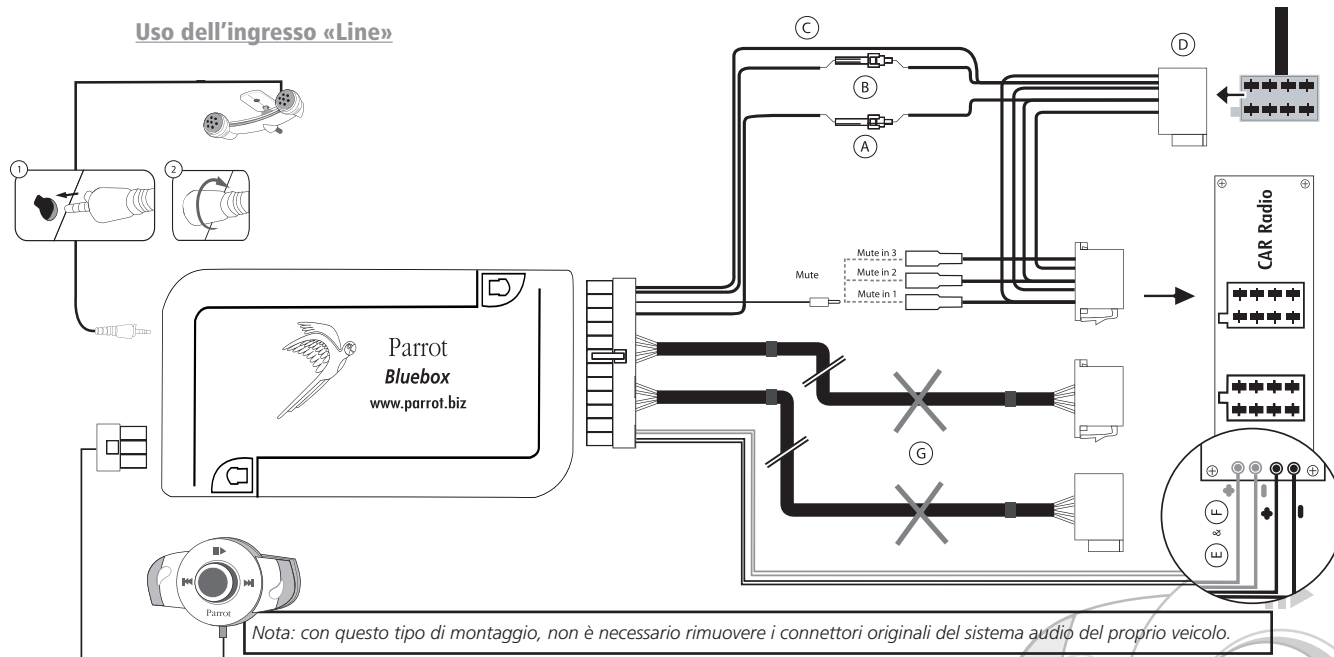 Uso dell'ingresso «Line»
C
D
B
A
1
2
CAR Radio
Mute in 3
Mute
Mute in 2
Mute in 1
Parrot
Bluebox
www.parrot.biz
G
E & F
Parrot
Nota: con questo tipo di montaggio, non è necessario rimuovere i connettori originali del sistema audio del proprio veicolo.